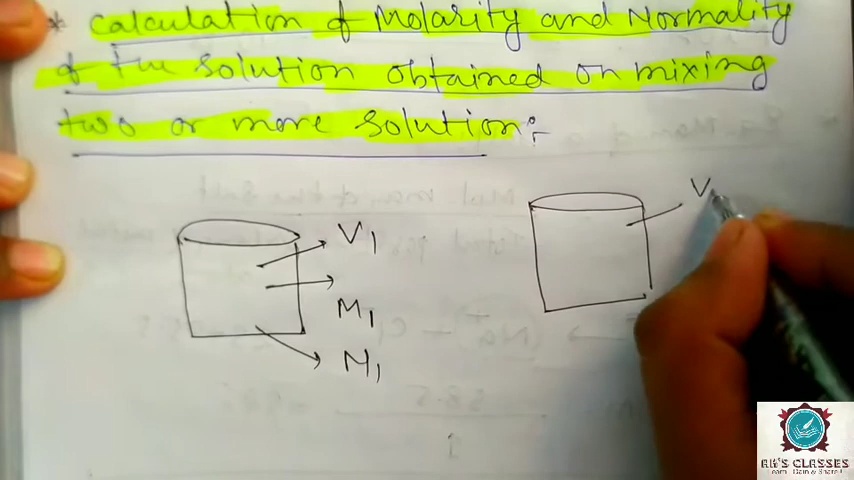 * Calculation of Molarity and Normality
of the solution obtained on mixing
two or more solution:-
V1
M1
N1
V
RK'S CLASSES